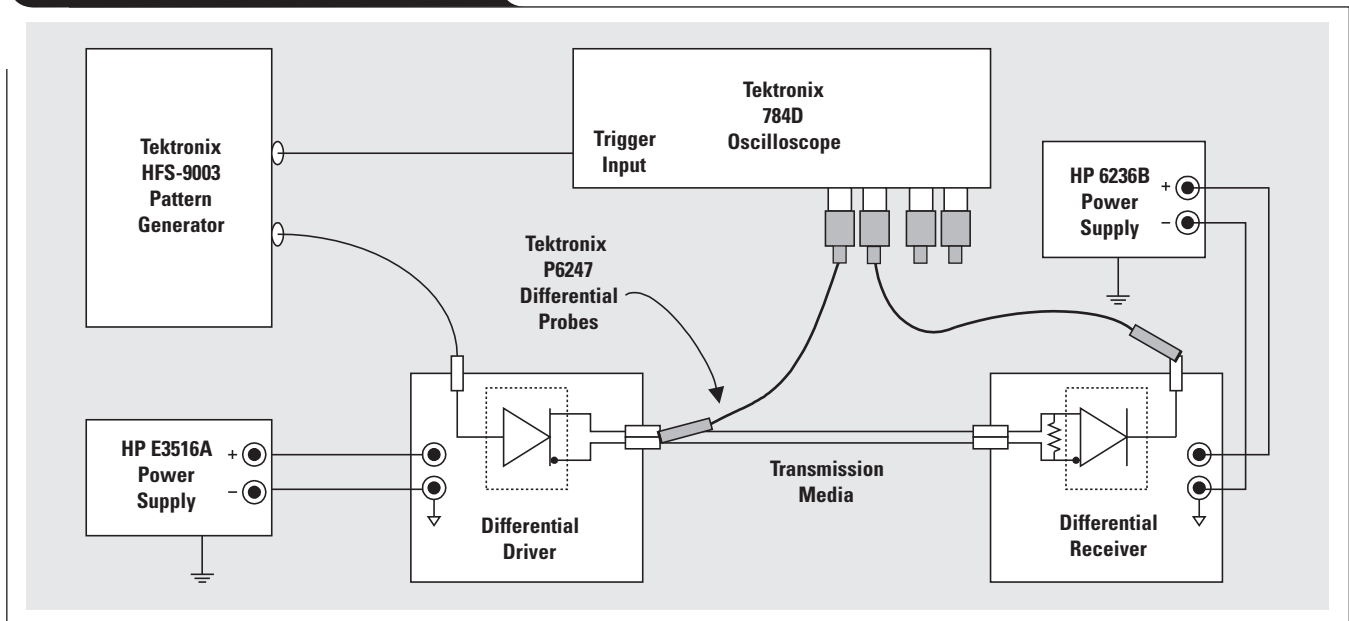 Tektronix
HFS-9003
Pattern
Generator
Trigger
Input
Tektronix
784D
Oscilloscope
HP 6236B
Power
Supply
+
–
Tektronix
P6247
Differential
Probes
HP E3516A
Power
Supply
+
–
Differential
Driver
Transmission
Media
Differential
Receiver